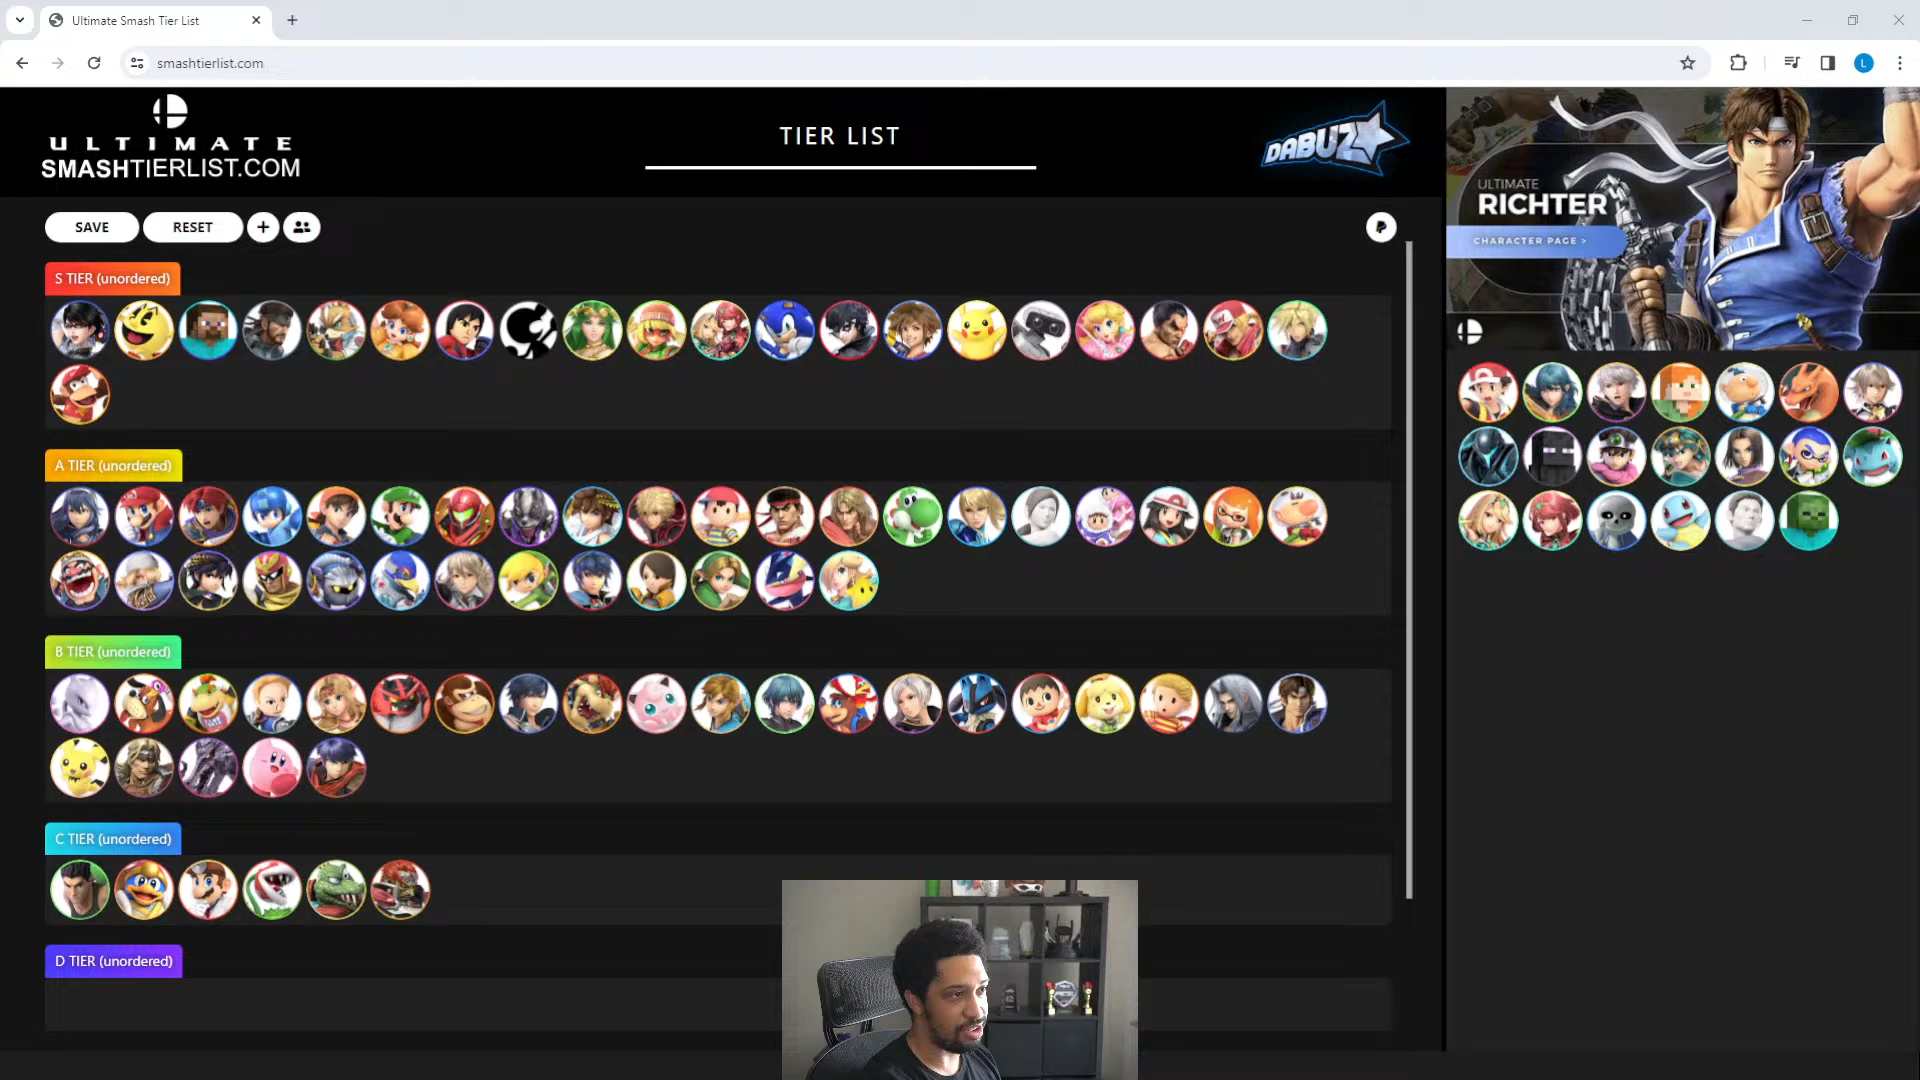 Ultimate Smash Tier List
smashtierlist.com
L
ULTIMATE
SMASHTIERLIST.COM
TIER LIST
DABUZ
ULTIMATE
RICHTER
CHARACTER PAGE >
SAVE
RESET
S TIER (unordered)
A TIER (unordered)
B TIER (unordered)
C TIER (unordered)
D TIER (unordered)